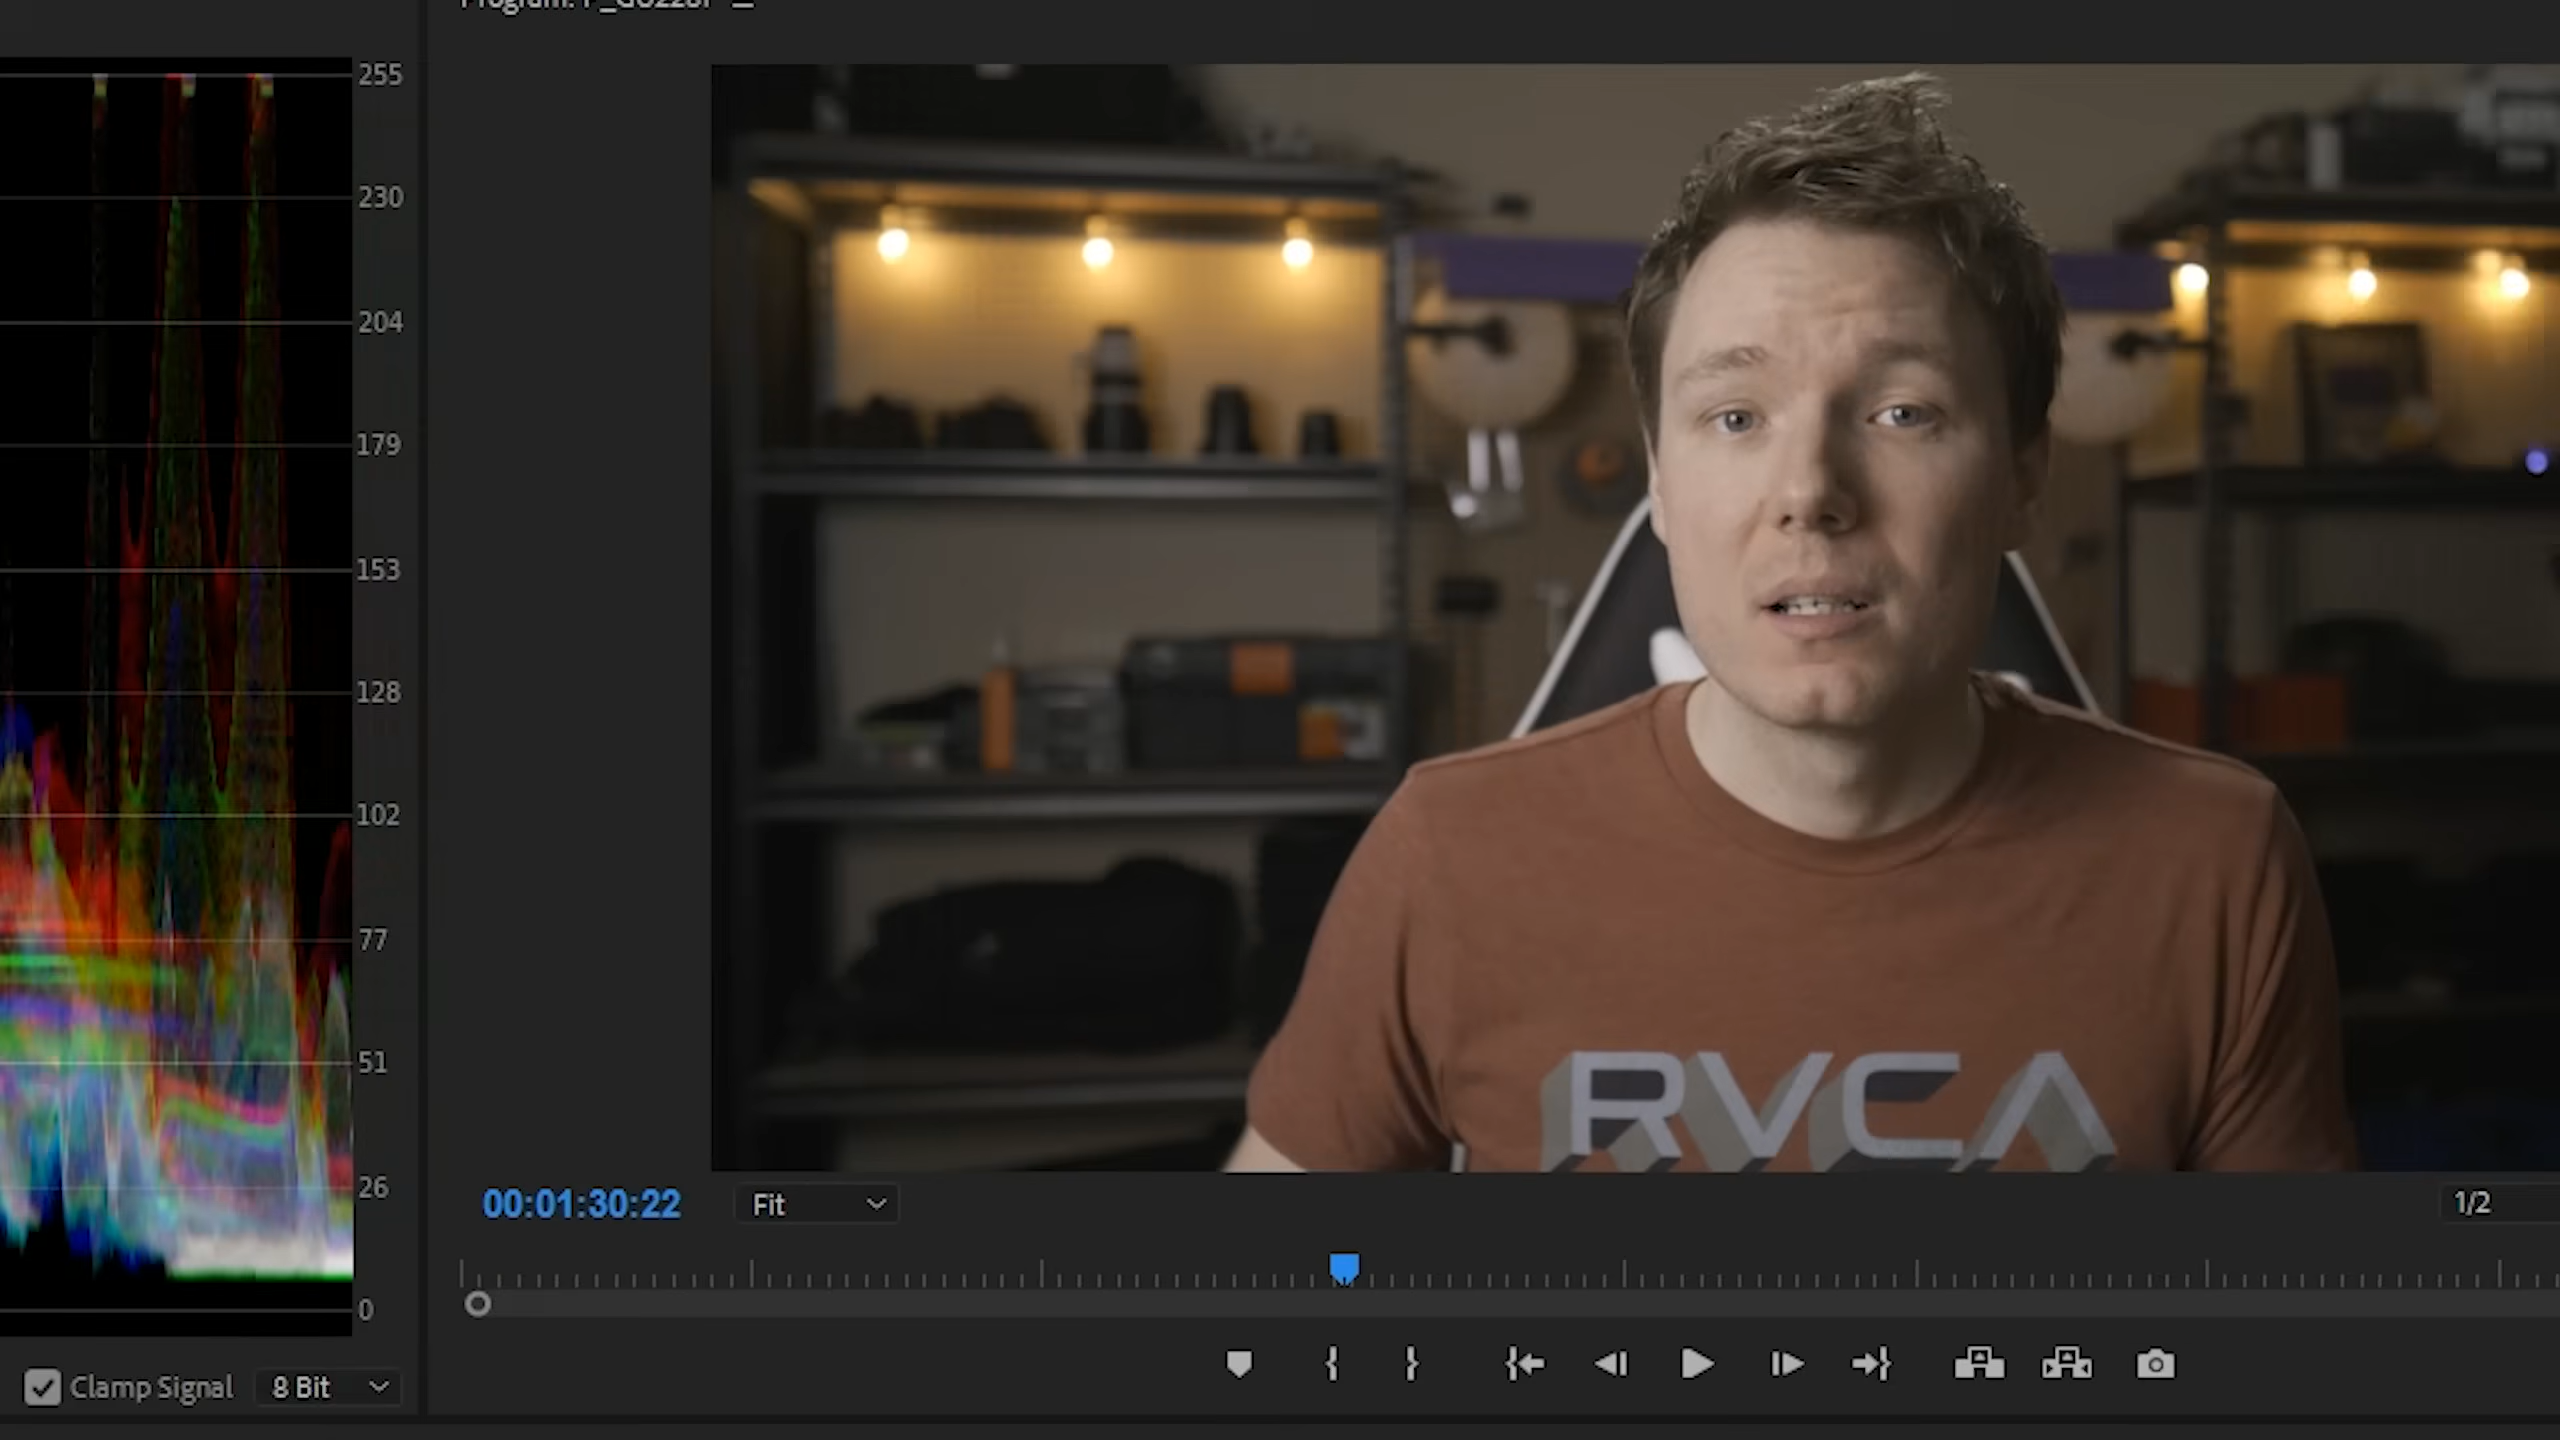 Program:
255
230
204
179
153
128
102
77
51
26
0
RVCA
00:01:30:22
Fit
1/2
Clamp Signal
8 Bit